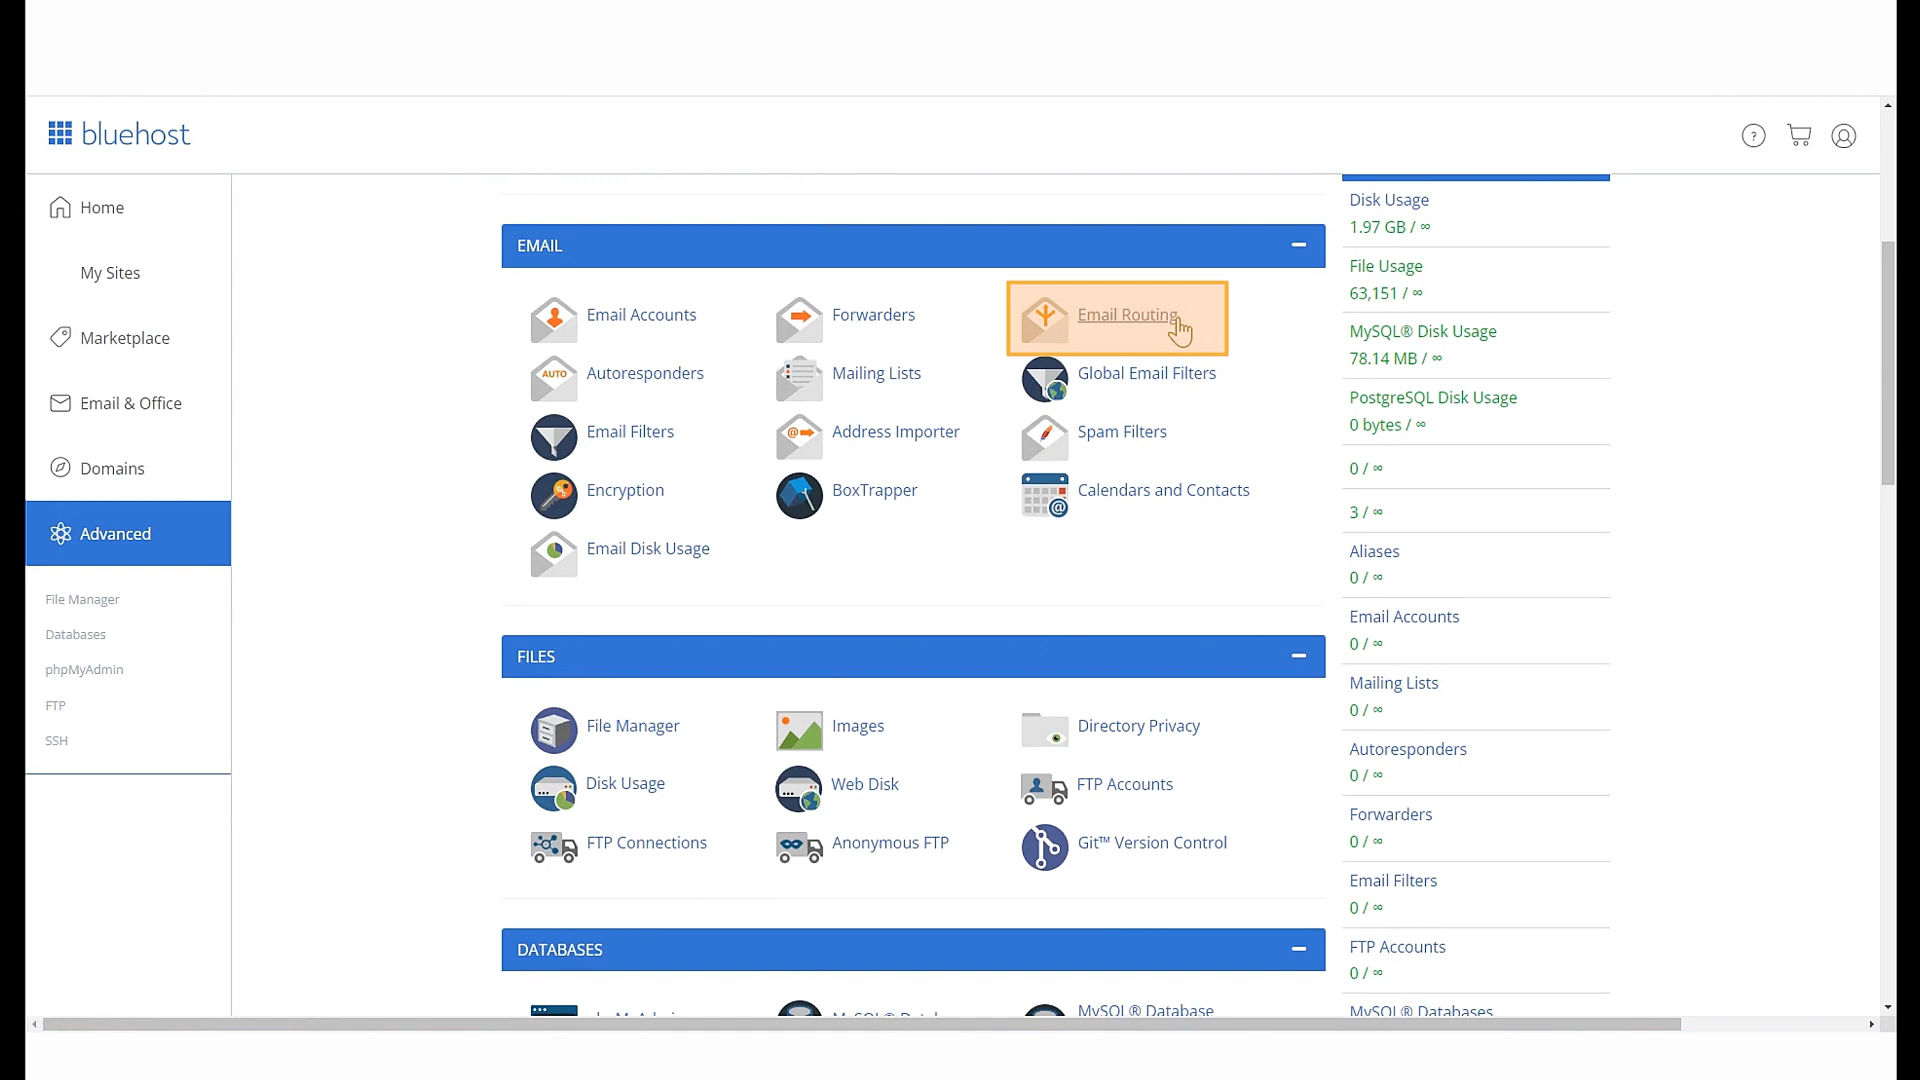 bluehost
?
Home
My Sites
Marketplace
Email & Office
Domains
Advanced
File Manager
Databases
phpMyAdmin
FTP
SSH
EMAIL
Email Accounts
Forwarders
Email Routing
AUTO
Autoresponders
Mailing Lists
Global Email Filters
Email Filters
@
Address Importer
Spam Filters
Encryption
BoxTrapper
@
Calendars and Contacts
Email Disk Usage
FILES
File Manager
Images
Directory Privacy
Disk Usage
Web Disk
FTP Accounts
FTP Connections
Anonymous FTP
Git™ Version Control
DATABASES
MySQL® Database
Disk Usage
1.97 GB / ∞
File Usage
63,151 / ∞
MySQL® Disk Usage
78.14 MB / ∞
PostgreSQL Disk Usage
0 bytes / ∞
0 / ∞
3 / ∞
Aliases
0 / ∞
Email Accounts
0 / ∞
Mailing Lists
0 / ∞
Autoresponders
0 / ∞
Forwarders
0 / ∞
Email Filters
0 / ∞
FTP Accounts
0 / ∞
MySQL® Databases